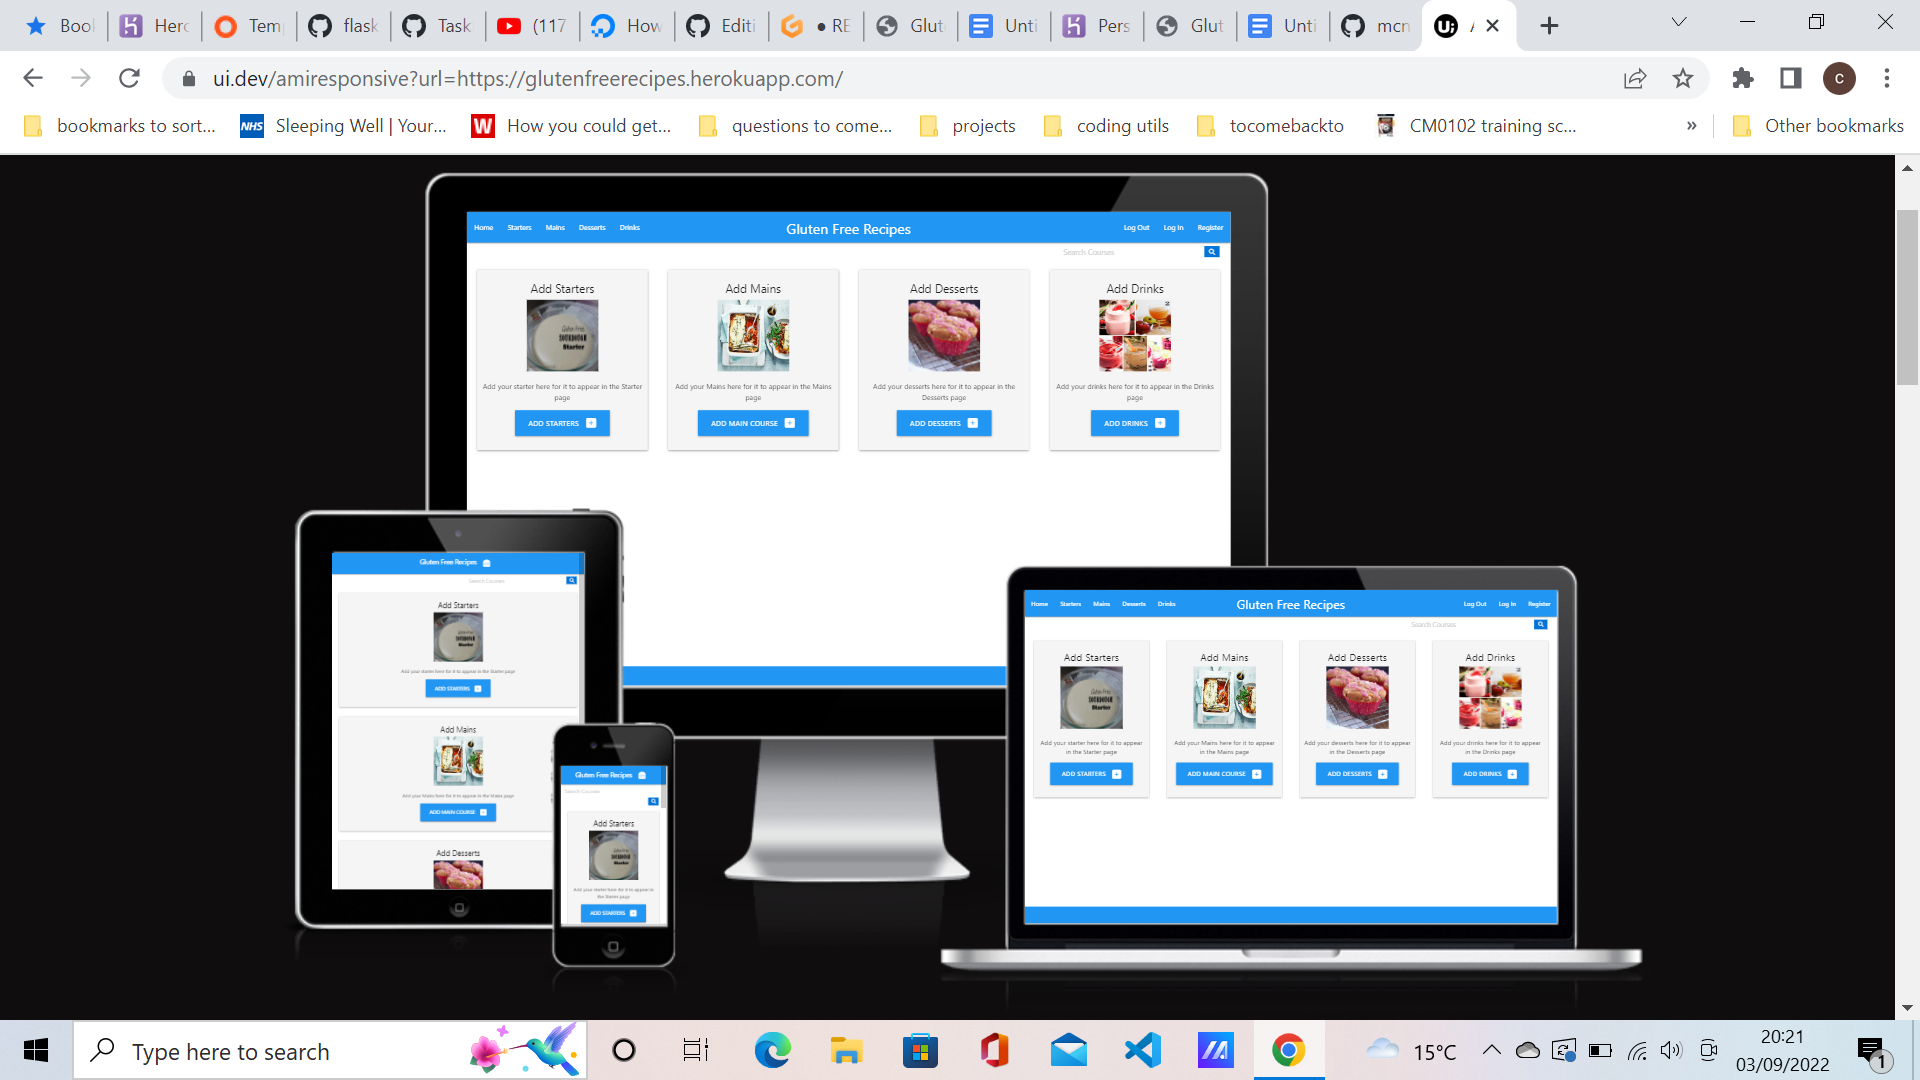 Bool
Herc
Tem
flask
Task
(117
How
Editi
● RE
Glut
Unti
Pers
Glut
Unti
mcn
ui.dev/amiresponsive?url=https://glutenfreerecipes.herokuapp.com/
c
bookmarks to sort...
NHS
Sleeping Well | Your...
W
How you could get...
questions to come...
projects
coding utils
tocomebackto
CM0102 training sc...
»
Other bookmarks
Home Starters Mains Desserts Drinks
Gluten Free Recipes
Log Out Log In Register
Search Courses
Add Starters
Gluten Free
SOURDOUGH
Starter
Add your starter here for it to appear in the Starter
page
ADD STARTERS
Add Mains
Add your Mains here for it to appear in the Mains
page
ADD MAIN COURSE
Add Desserts
Add your desserts here for it to appear in the
Desserts page
ADD DESSERTS
Add Drinks
Add your drinks here for it to appear in the Drinks
page
ADD DRINKS
Gluten Free Recipes
Search Courses
Add Starters
Add your starter here for it to appear in the Starter page
ADD STARTERS
Add Mains
Add your Mains here for it to appear in the Mains page
ADD MAIN COURSE
Add Desserts
Gluten Free Recipes
Search Courses
Add Starters
Add your starter here for it to appear in
the Starter page
ADD STARTERS
Home Starters Mains Desserts Drinks
Gluten Free Recipes
Log Out Log In Register
Search Courses
Add Starters
Add your starter here for it to appear
in the Starter page
ADD STARTERS
Add Mains
Add your Mains here for it to appear
in the Mains page
ADD MAIN COURSE
Add Desserts
Add your desserts here for it to appear
in the Desserts page
ADD DESSERTS
Add Drinks
Add your drinks here for it to appear
in the Drinks page
ADD DRINKS
Type here to search
15°C
20:21
03/09/2022
1